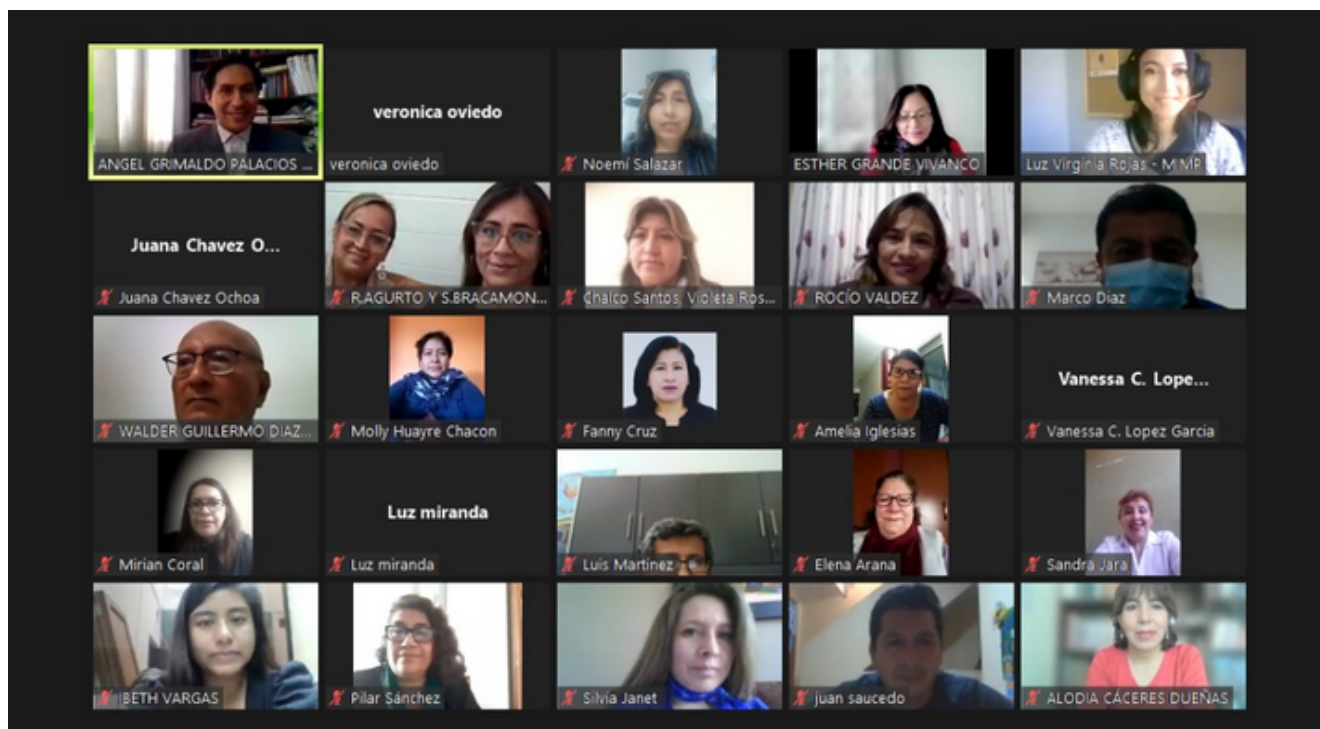 ANGEL GRIMALDO PALACIOS ...
veronica oviedo
veronica oviedo
Noemí Salazar
ESTHER GRANDE VIVANCO
Luz Virginia Rojas - MIMP
Juana Chavez O...
Juana Chavez Ochoa
R.AGURTO Y S.BRACAMON...
Chalco Santos, Violeta Ros...
ROCÍO VALDEZ
Marco Diaz
WALDER GUILLERMO DIAZ...
Molly Huayre Chacon
Fanny Cruz
Amelia Iglesias
Vanessa C. Lope...
Vanessa C. Lopez Garcia
Mirian Coral
Luz miranda
Luz miranda
Luis Martinez
Elena Arana
Sandra Jara
IBETH VARGAS
Pilar Sánchez
Silvia Janet
juan saucedo
ALODIA CÁCERES DUEÑAS